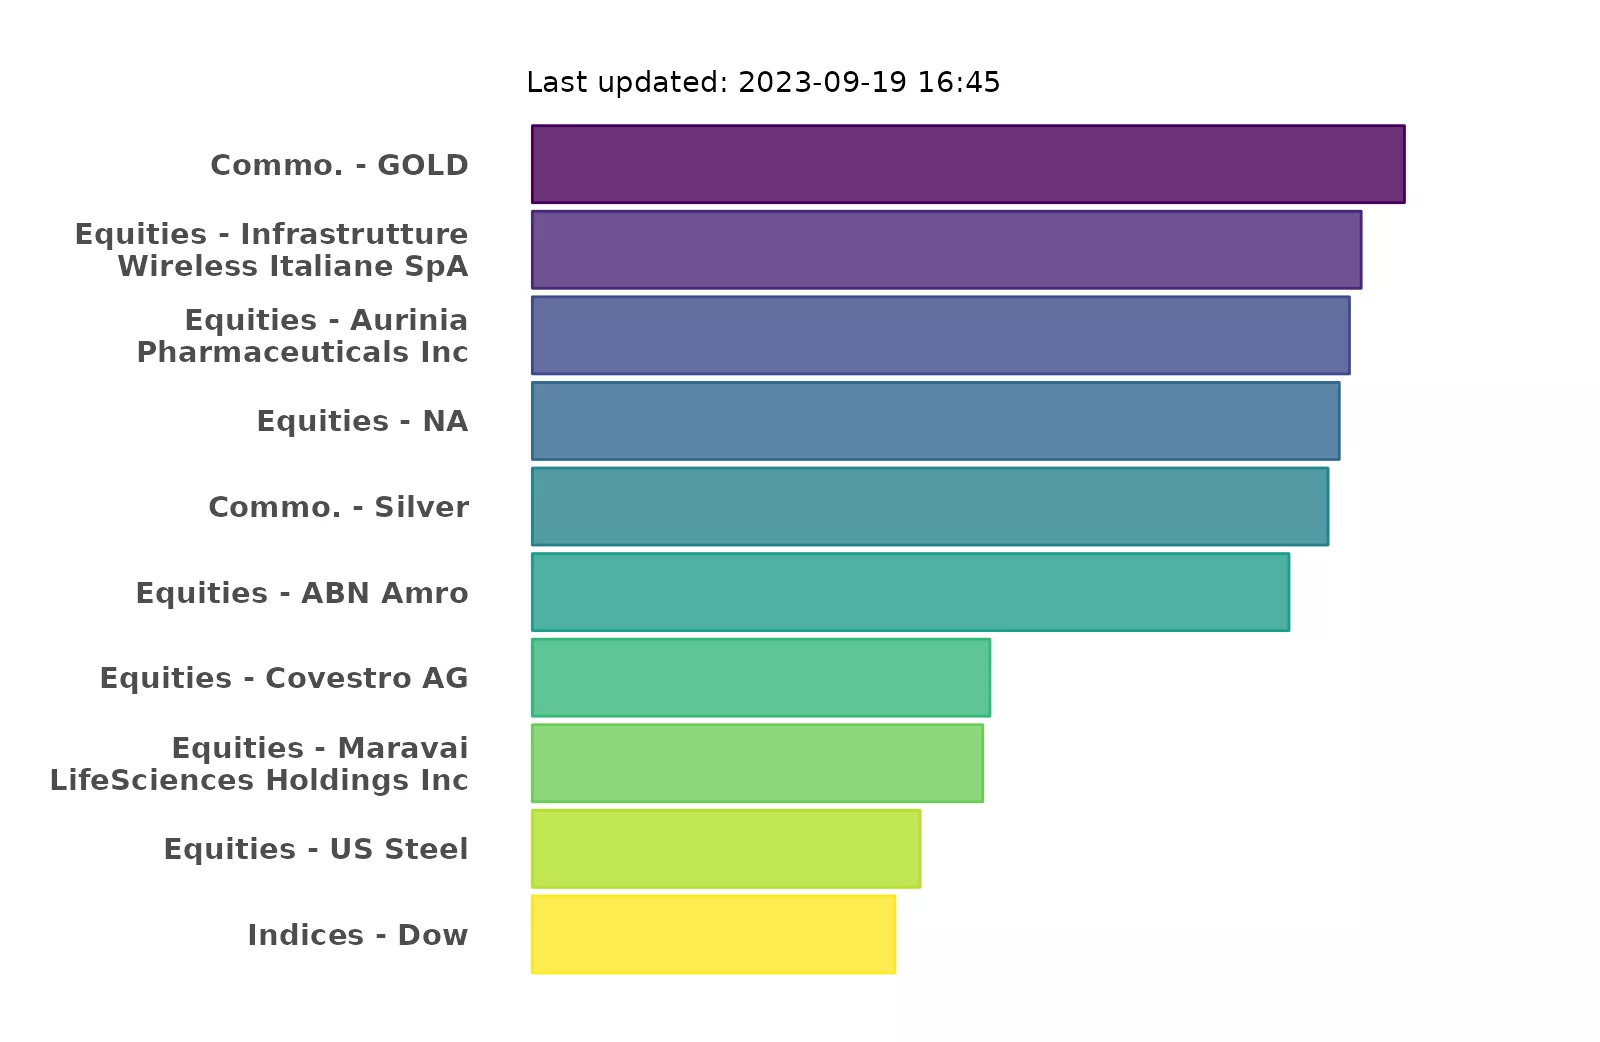 Last updated: 2023-09-19 16:45
Commo. - GOLD
Equities - Infrastrutture
Wireless Italiane SpA
Equities - Aurinia
Pharmaceuticals Inc
Equities - NA
Commo. - Silver
Equities - ABN Amro
Equities - Covestro AG
Equities - Maravai
LifeSciences Holdings Inc
Equities - US Steel
Indices - Dow